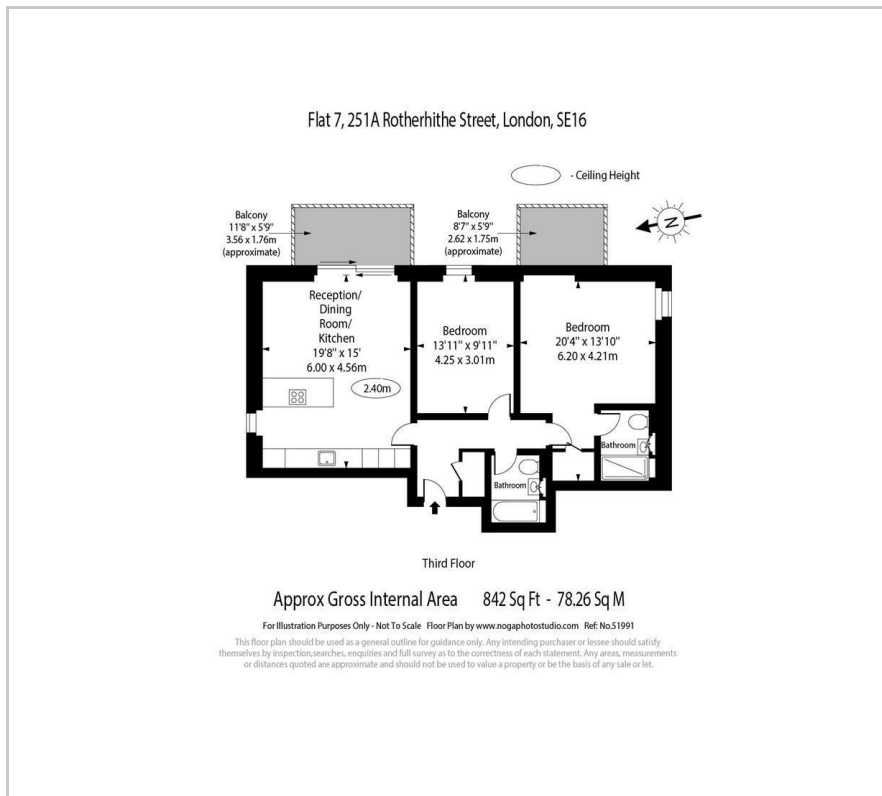 Flat 7, 251A Rotherhithe Street, London, SE16
- Ceiling Height
N
Balcony
11'8" x 5'9"
3.56 x 1.76m
(approximate)
Balcony
8'7" x 5'9"
2.62 x 1.75m
(approximate)
Reception/
Dining
Room/
Kitchen
19'8" x 15'
6.00 x 4.56m
2.40m
Bedroom
13'11" x 9'11"
4.25 x 3.01m
Bedroom
20'4" x 13'10"
6.20 x 4.21m
Bathroom
Bathroom
Third Floor
Approx Gross Internal Area 842 Sq Ft - 78.26 Sq M
For Illustration Purposes Only - Not To Scale Floor Plan by www.nogaphotostudio.com Ref: No.51991
This floor plan should be used as a general outline for guidance only. Any intending purchaser or lessee should satisfy
themselves by inspection,searches, enquiries and full survey as to the correctness of each statement. Any areas, measurements
or distances quoted are approximate and should not be used to value a property or be the basis of any sale or let.